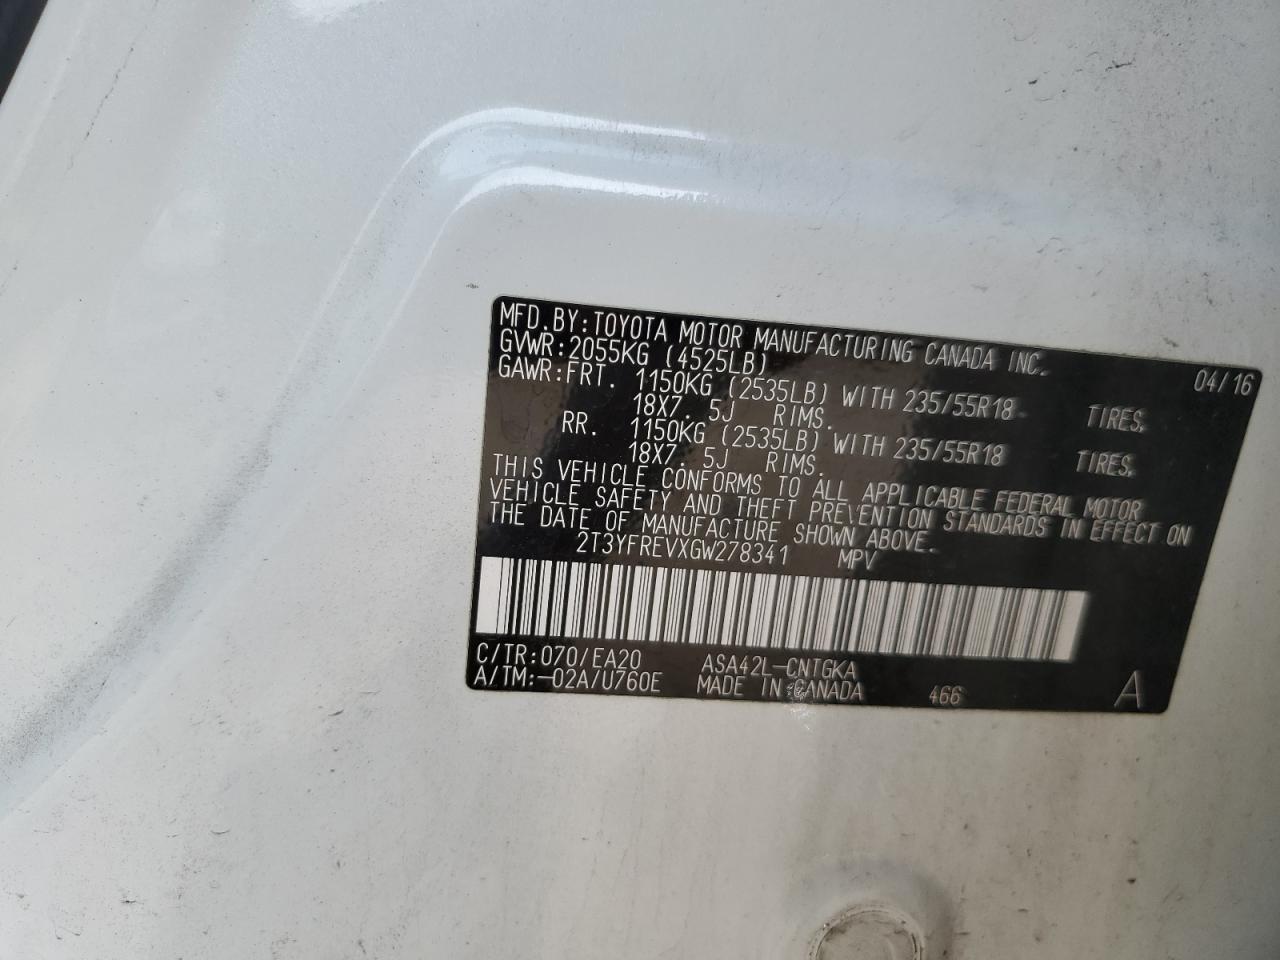 MFD.BY:TOYOTA MOTOR MANUFACTURING CANADA INC.
GVWR:2055KG (4525LB) 04/16
GAWR:FRT. 1150KG (2535LB) WITH 235/55R18 TIRES,
18X7. 5J RIMS.
RR. 1150KG (2535LB) WITH 235/55R18 TIRES,
18X7. 5J RIMS.
THIS VEHICLE CONFORMS TO ALL APPLICABLE FEDERAL MOTOR
VEHICLE SAFETY AND THEFT PREVENTION STANDARDS IN EFFECT ON
THE DATE OF MANUFACTURE SHOWN ABOVE.
2T3YFREVXGW278341 MPV
C/TR:070/EA20 ASA42L-CNTGKA
A/TM:-02A/U760E MADE IN CANADA 466 A